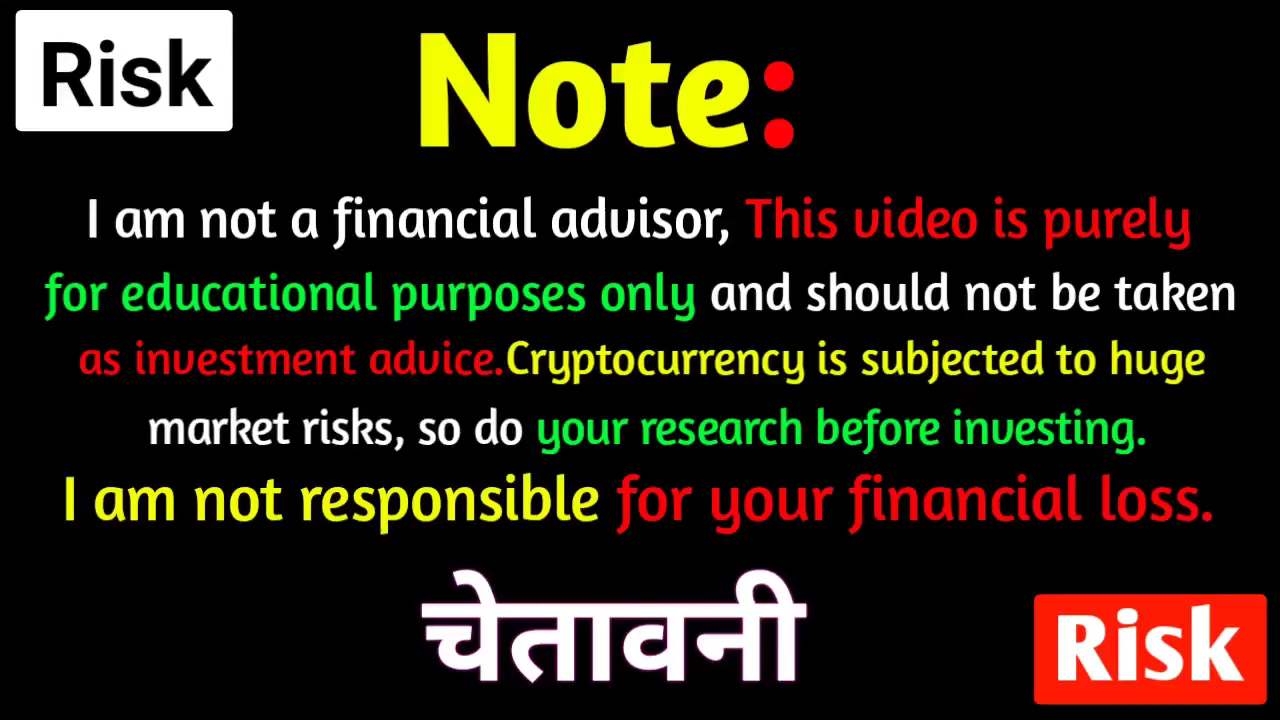 Risk
Note:
I am not a financial advisor, This video is purely
for educational purposes only and should not be taken
as investment advice.Cryptocurrency is subjected to huge
market risks, so do your research before investing.
I am not responsible for your financial loss.
चेतावनी
Risk